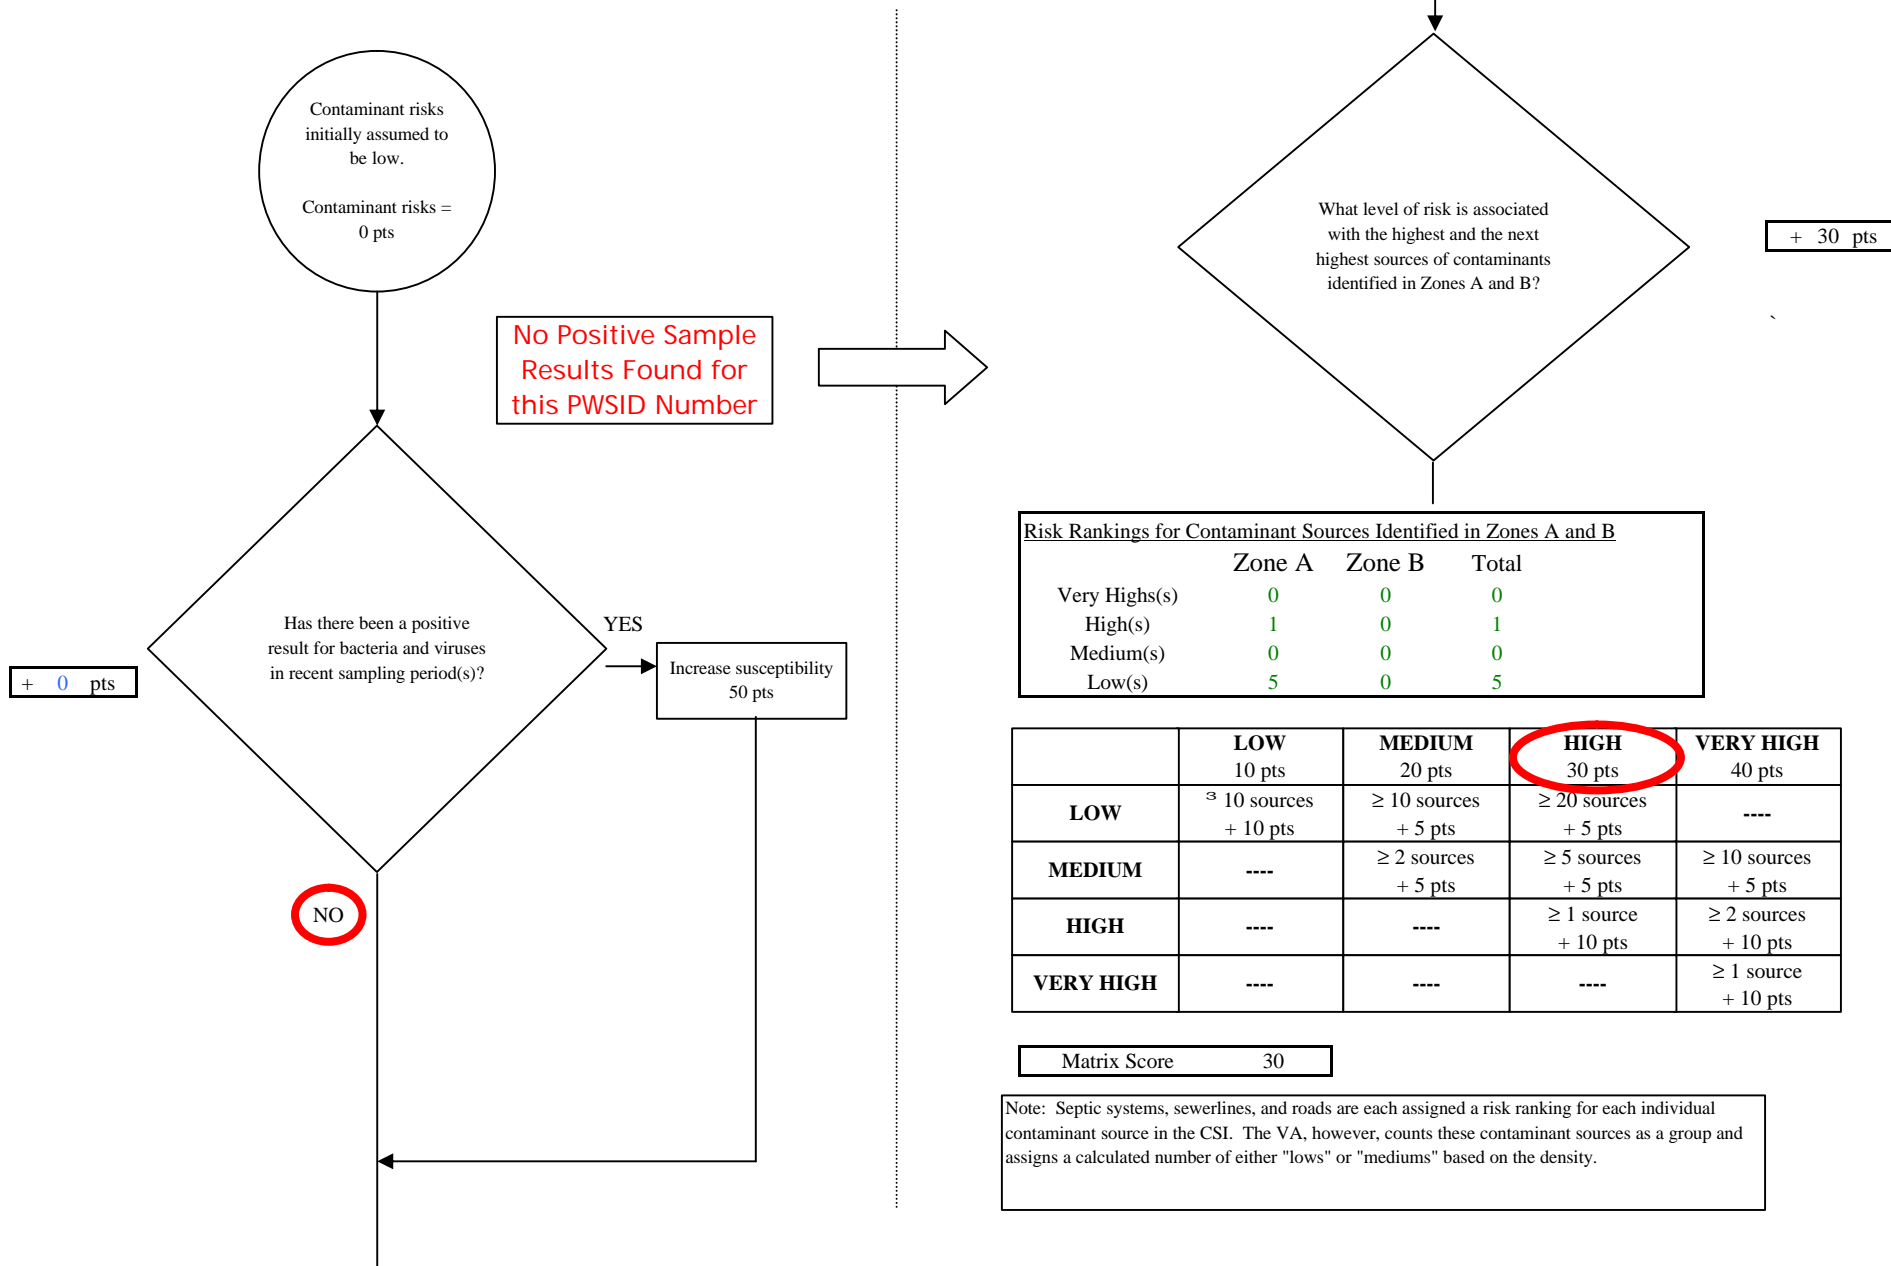 Contaminant risks
initially assumed to
be low.
Contaminant risks =
0 pts
No Positive Sample
Results Found for
this PWSID Number
Has there been a positive
result for bacteria and viruses
in recent sampling period(s)?
YES
Increase susceptibility
50 pts
+ 0 pts
NO
What level of risk is associated
with the highest and the next
highest sources of contaminants
identified in Zones A and B?
+ 30 pts
`
Risk Rankings for Contaminant Sources Identified in Zones A and B
Zone A Zone B Total
Very Highs(s) 0 0 0
High(s) 1 0 1
Medium(s) 0 0 0
Low(s) 5 0 5
LOW MEDIUM HIGH VERY HIGH
10 pts 20 pts 30 pts 40 pts
LOW ³ 10 sources ≥ 10 sources ≥ 20 sources ----
+ 10 pts + 5 pts + 5 pts
MEDIUM ---- ≥ 2 sources ≥ 5 sources ≥ 10 sources
+ 5 pts + 5 pts + 5 pts
HIGH ---- ---- ≥ 1 source ≥ 2 sources
+ 10 pts + 10 pts
VERY HIGH ---- ---- ---- ≥ 1 source
+ 10 pts
Matrix Score 30
Note: Septic systems, sewerlines, and roads are each assigned a risk ranking for each individual
contaminant source in the CSI. The VA, however, counts these contaminant sources as a group and
assigns a calculated number of either "lows" or "mediums" based on the density.